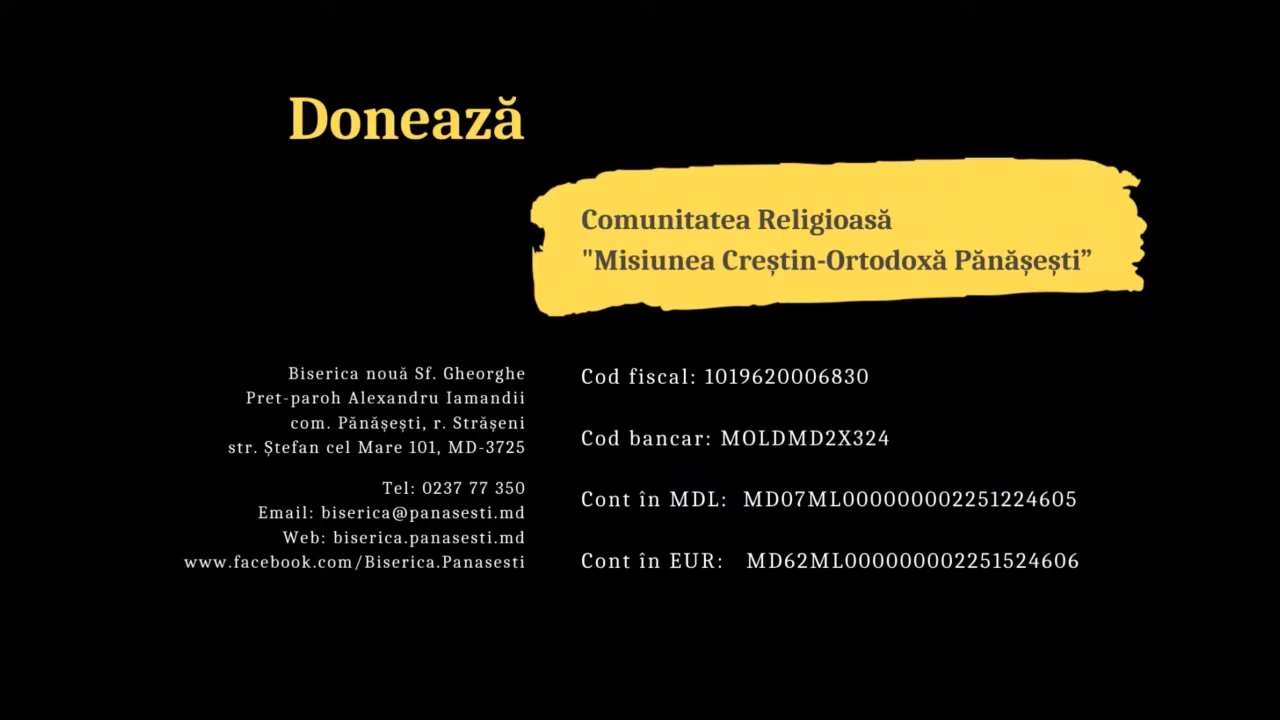 Donează
Comunitatea Religioasă
"Misiunea Creștin-Ortodoxă Pănășești”
Biserica nouă Sf. Gheorghe
Pret-paroh Alexandru Iamandii
com. Pănășești, r. Strășeni
str. Ștefan cel Mare 101, MD-3725
Tel: 0237 77 350
Email: biserica@panasesti.md
Web: biserica.panasesti.md
www.facebook.com/Biserica.Panasesti
Cod fiscal: 1019620006830
Cod bancar: MOLDMD2X324
Cont în MDL: MD07ML000000002251224605
Cont în EUR: MD62ML000000002251524606